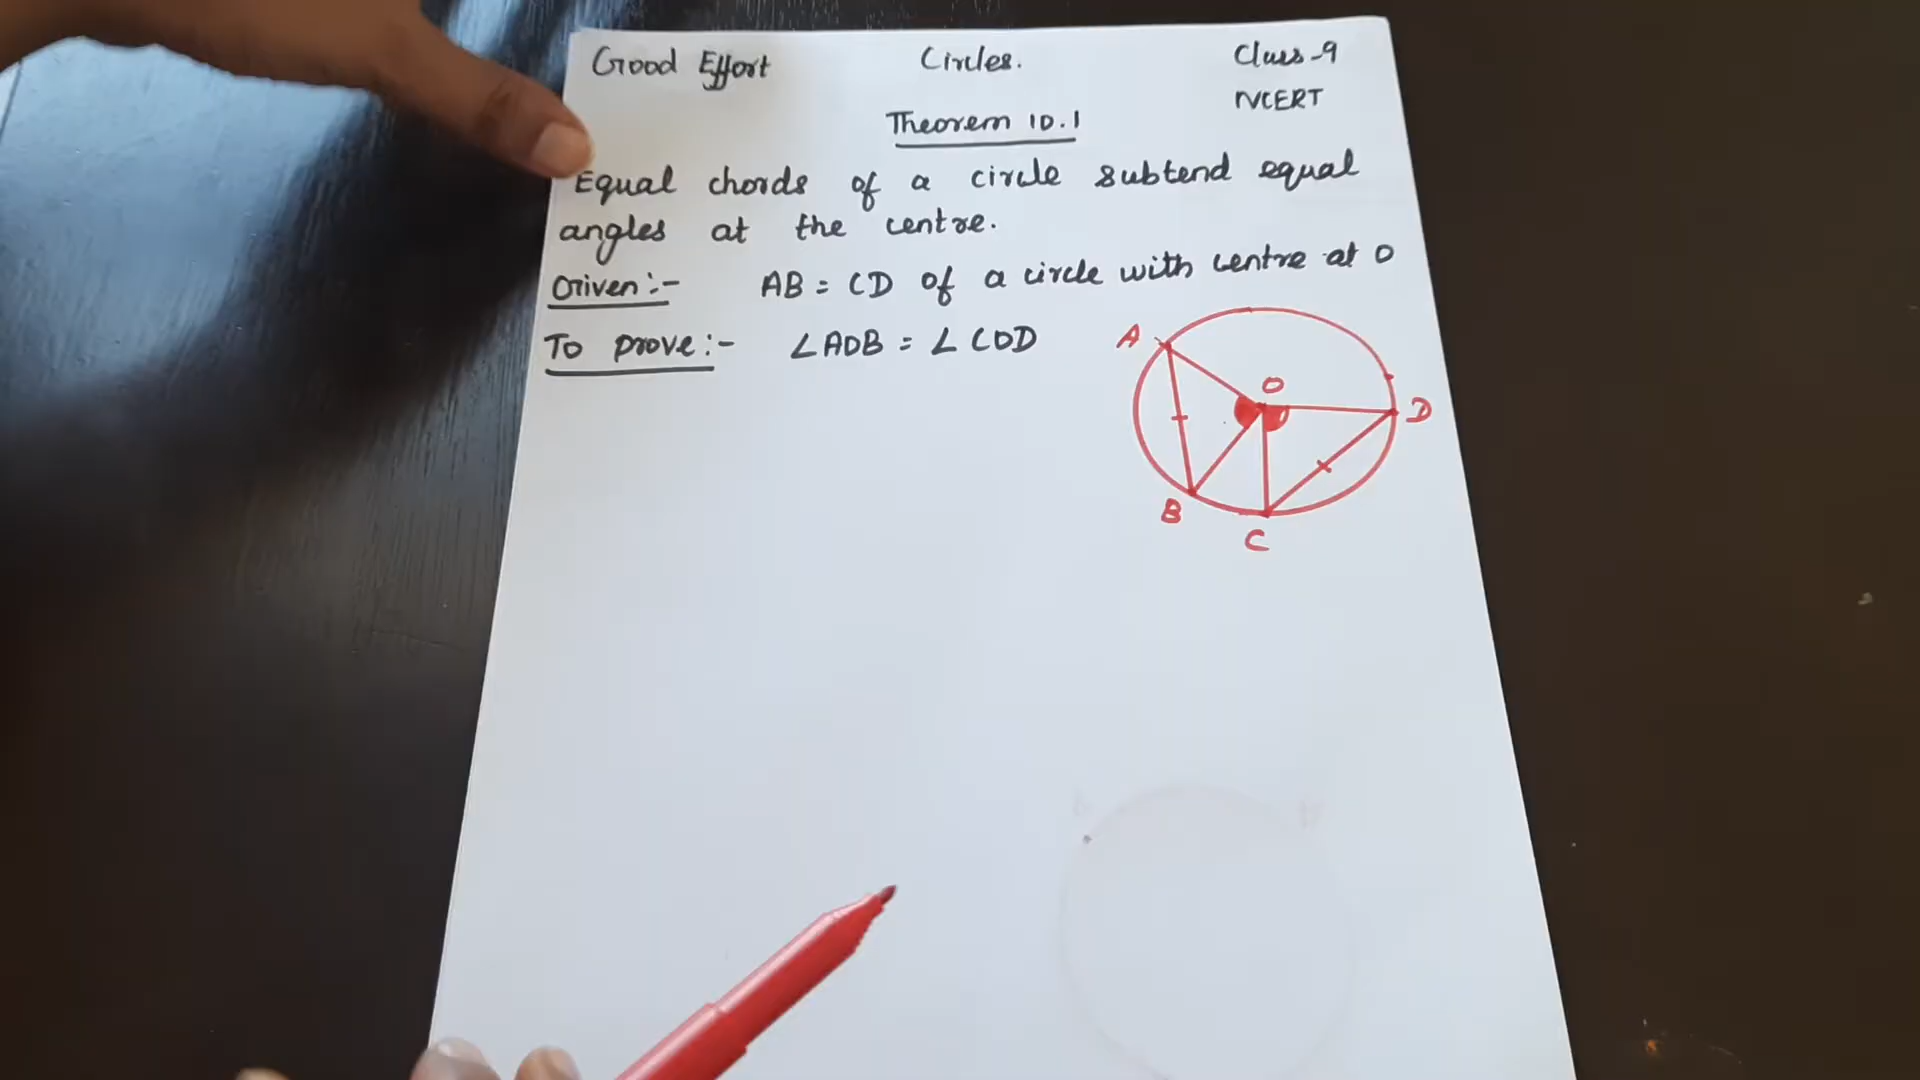 Good Effort Circles. Class-9
NCERT
Theorem 10.1
Equal chords of a circle subtend equal
angles at the centre.
Given:- AB = CD of a circle with centre at O
To prove:- ∠AOB = ∠COD
A
O
D
B
C